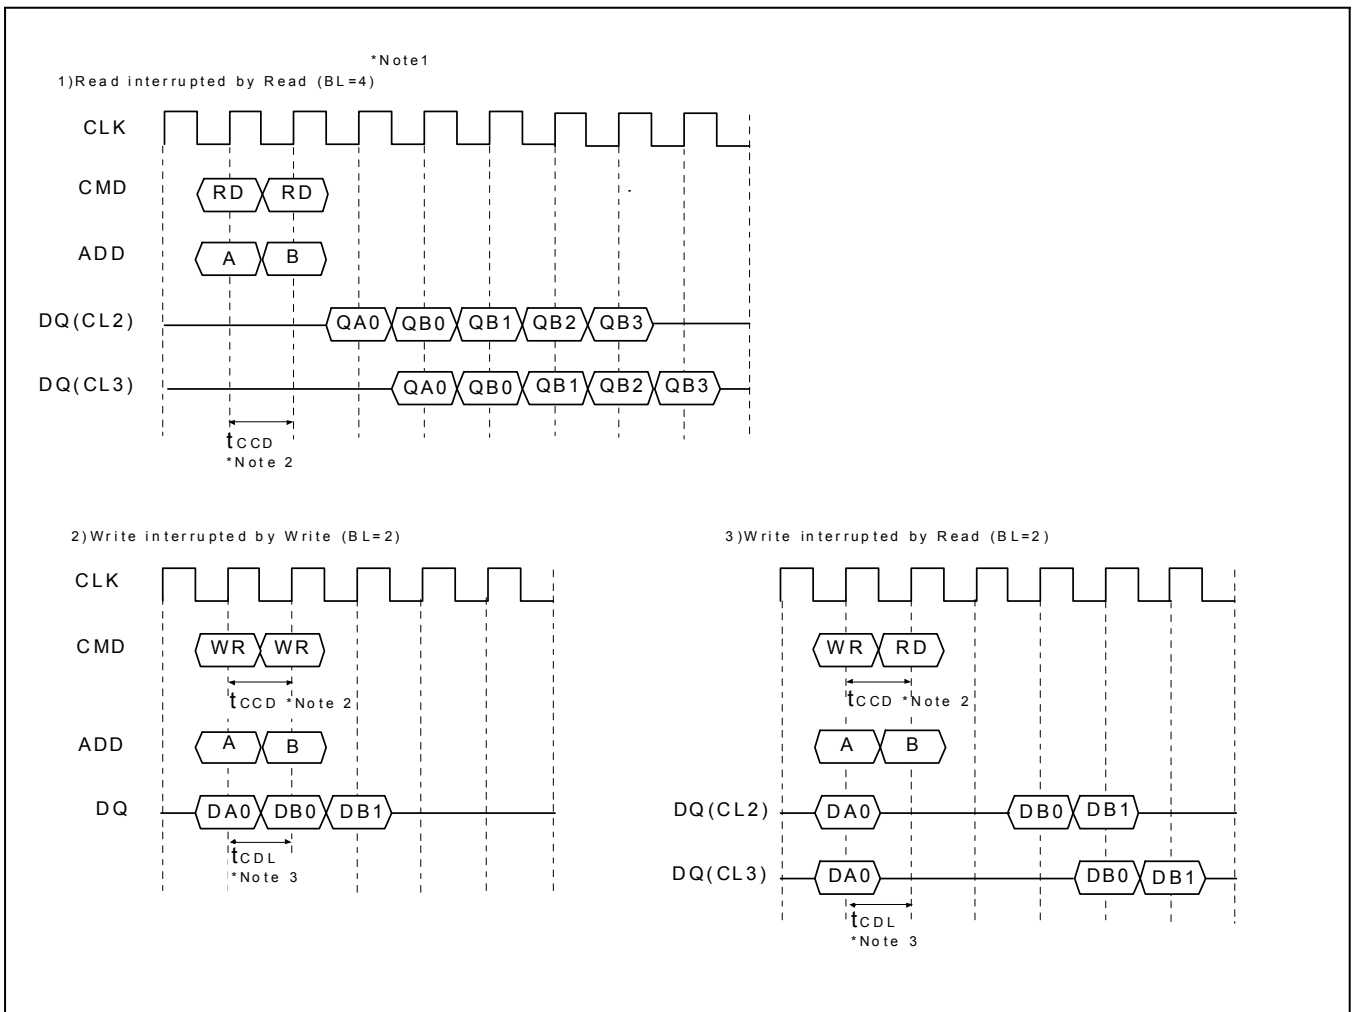 *Note1
1)Read interrupted by Read (BL=4)
CLK
CMD RD RD
ADD A B
DQ(CL2) QA0 QB0 QB1 QB2 QB3
DQ(CL3) QA0 QB0 QB1 QB2 QB3
tCCD
*Note 2
2)Write interrupted by Write (BL=2)
CLK
CMD WR WR
tCCD *Note 2
ADD A B
DQ DA0 DB0 DB1
tCDL
*Note 3
3)Write interrupted by Read (BL=2)
WR RD
tCCD *Note 2
A B
DQ(CL2) DA0 DB0 DB1
DQ(CL3) DA0 DB0 DB1
tCDL
*Note 3